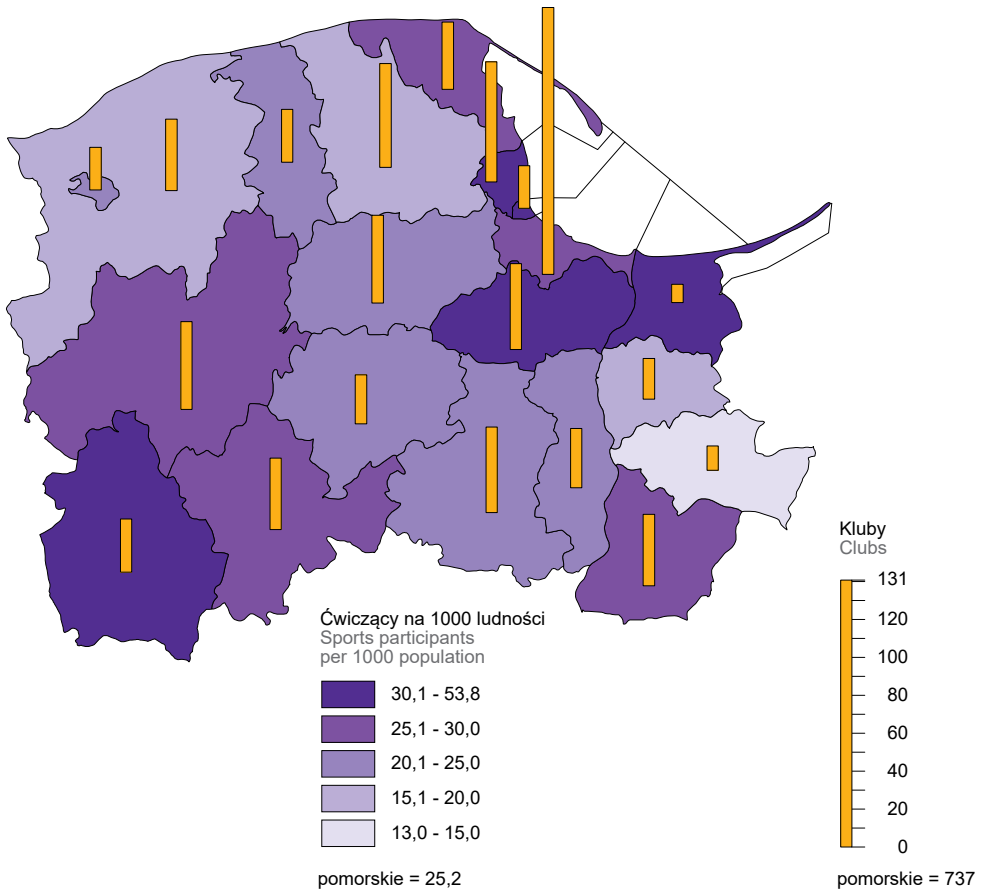 Ćwiczący na 1000 ludności
Sports participants
per 1000 population
30,1 - 53,8
25,1 - 30,0
20,1 - 25,0
15,1 - 20,0
13,0 - 15,0
pomorskie = 25,2
Kluby
Clubs
131
120
100
80
60
40
20
0
pomorskie = 737